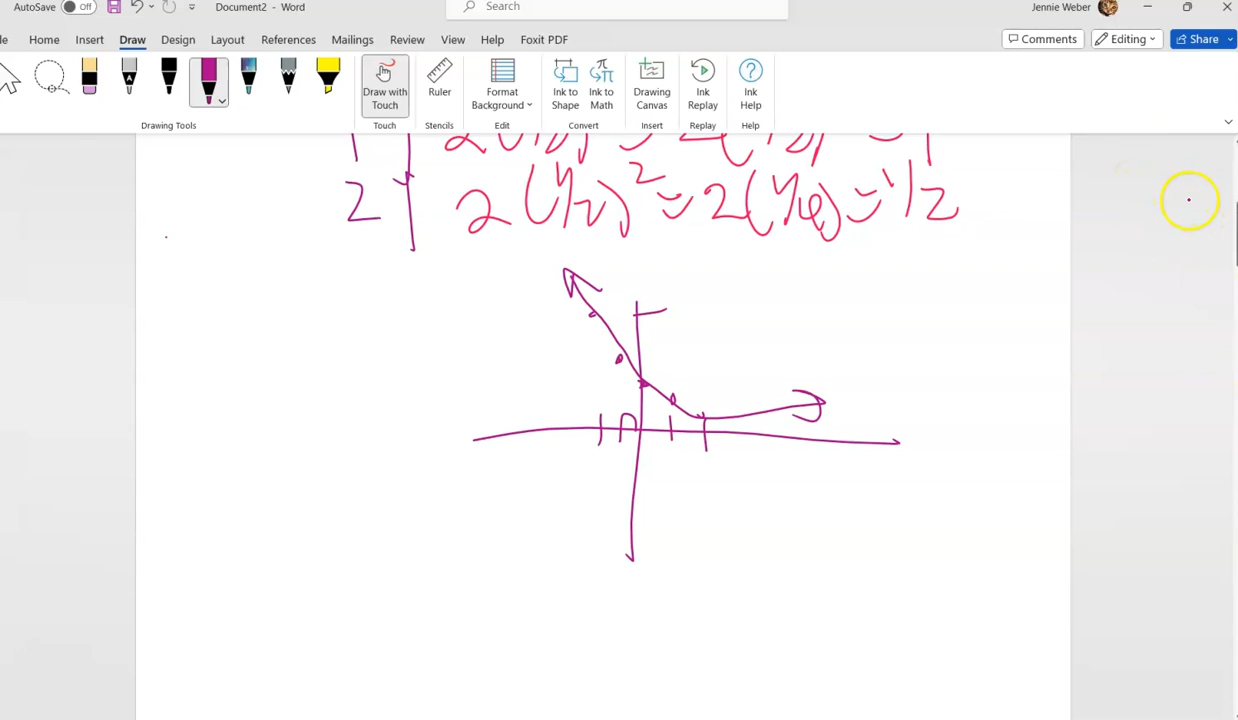 AutoSave Off Document2 - Word Search Jennie Weber
Home Insert Draw Design Layout References Mailings Review View Help Foxit PDF Comments Editing Share
Draw with Touch Ruler Format Background Ink to Shape Ink to Math Drawing Canvas Ink Replay Ink Help
Drawing Tools Touch Stencils Edit Convert Insert Replay Help
2 2(1/2)² = 2(1/4) = 1/2